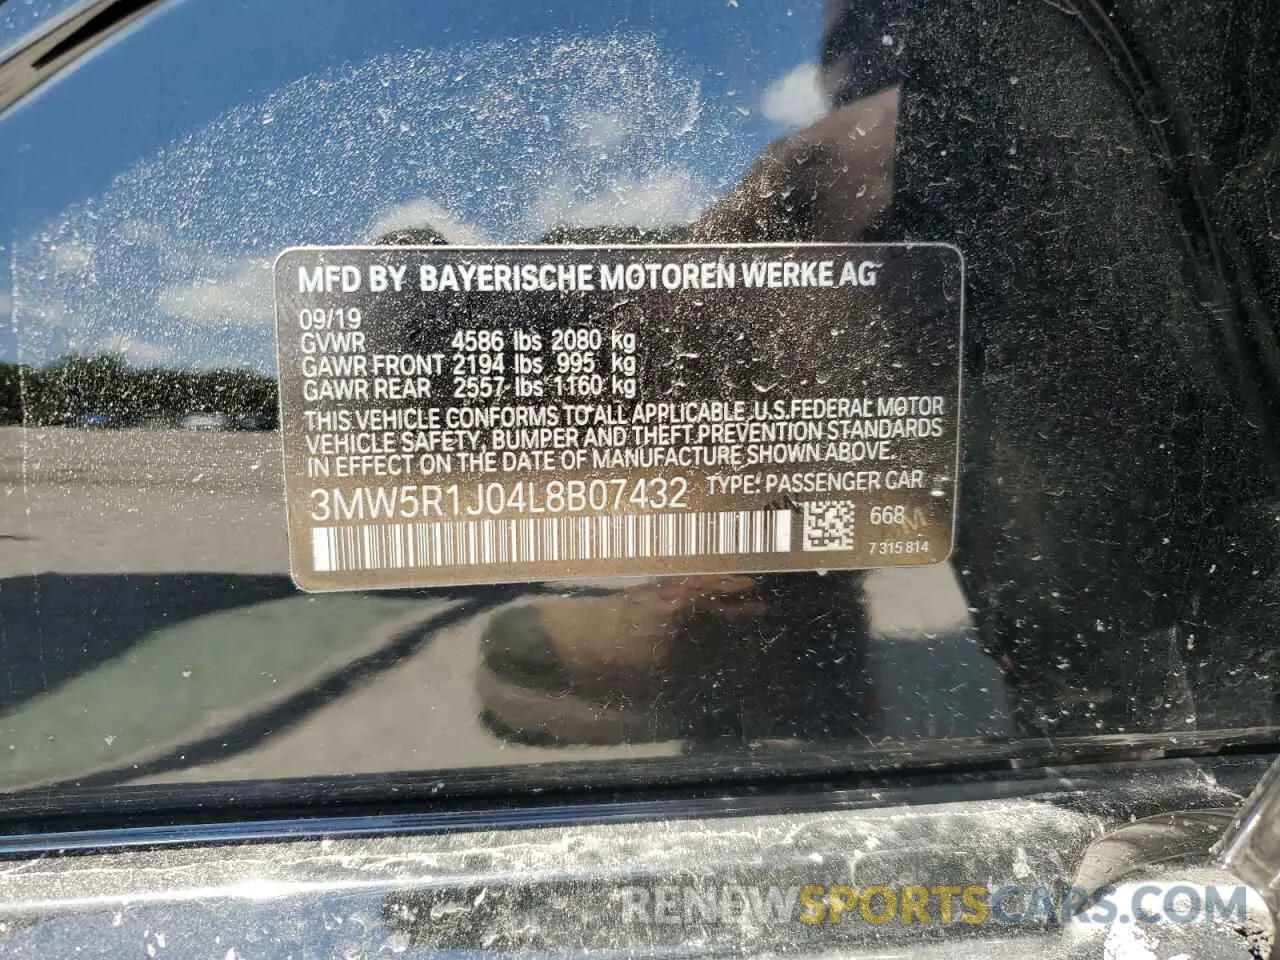 MFD BY BAYERISCHE MOTOREN WERKE AG
09/19
GVWR 4586 lbs 2080 kg
GAWR FRONT 2194 lbs 995 kg
GAWR REAR 2557 lbs 1160 kg
THIS VEHICLE CONFORMS TO ALL APPLICABLE U.S. FEDERAL MOTOR
VEHICLE SAFETY, BUMPER AND THEFT PREVENTION STANDARDS
IN EFFECT ON THE DATE OF MANUFACTURE SHOWN ABOVE.
3MW5R1J04L8B07432 TYPE: PASSENGER CAR
668
7 315 814
RENEWSPORTSCARS.COM